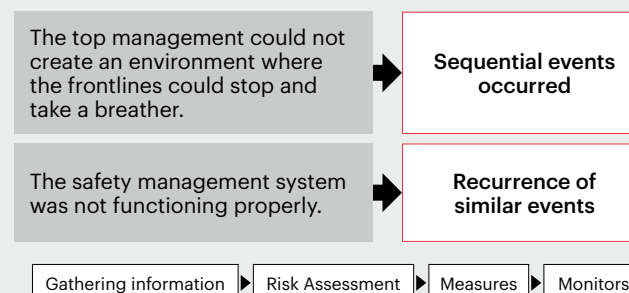 The top management could not
create an environment where
the frontlines could stop and
take a breather.
Sequential events
occurred
The safety management system
was not functioning properly.
Recurrence of
similar events
Gathering information
Risk Assessment
Measures
Monitors